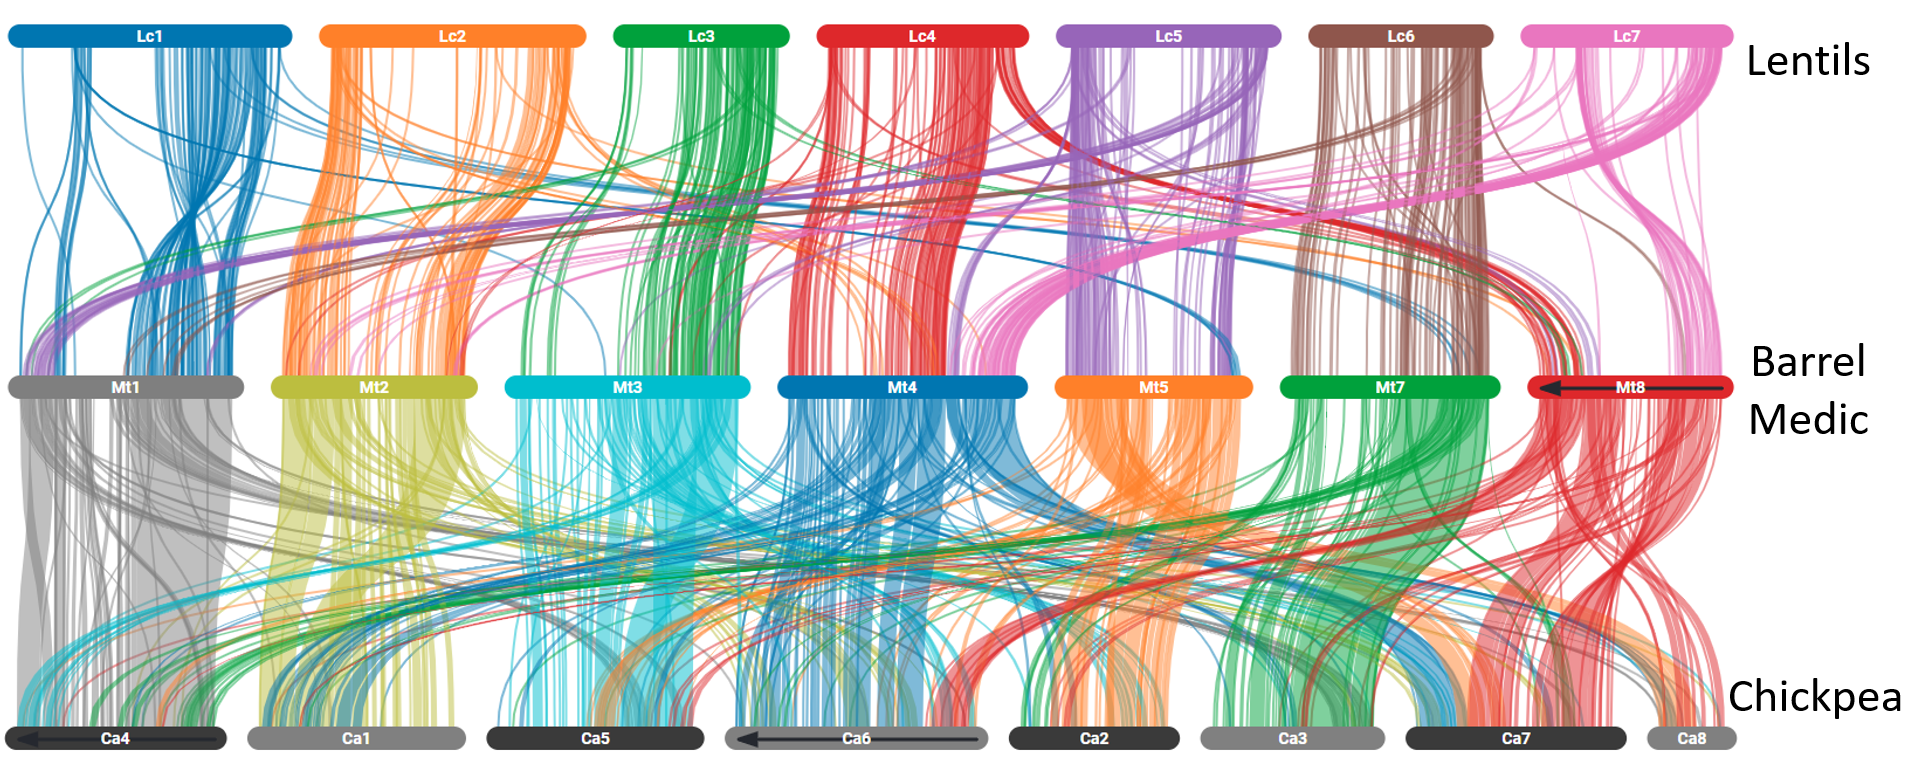 Lc1 Lc2 Lc3 Lc4 Lc5 Lc6 Lc7
Lentils
Mt1 Mt2 Mt3 Mt4 Mt5 Mt7 Mt8
Barrel
Medic
Chickpea
Ca4 Ca1 Ca5 Ca6 Ca2 Ca3 Ca7 Ca8